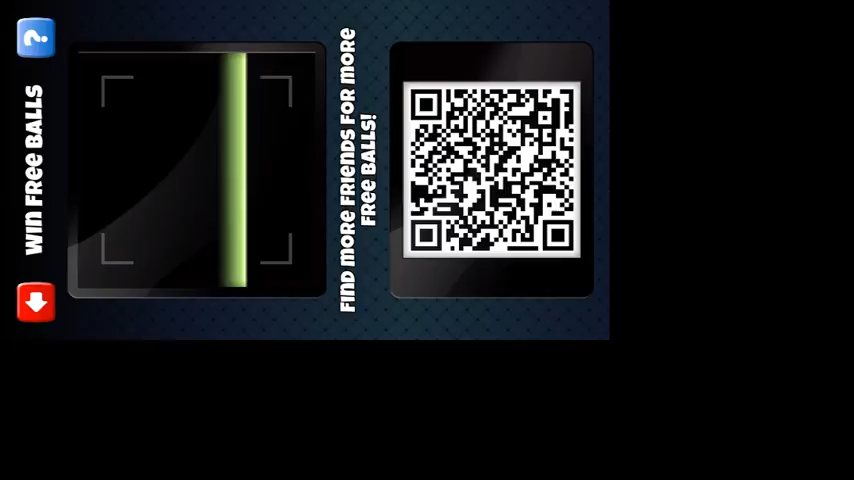 WIN FREE BALLS
FIND MORE FRIENDS FOR MORE
FREE BALLS!